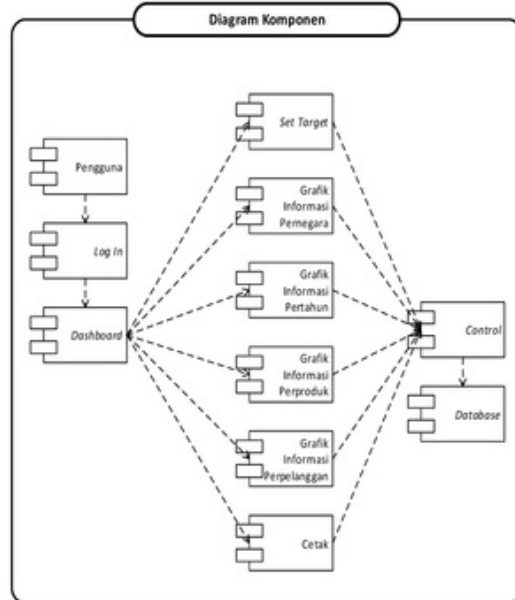 Diagram Komponen
Set Target
Pengguna
Grafik
Informasi
Pernegara
Log In
Grafik
Informasi
Pertahun
Dashboard
Control
Grafik
Informasi
Perproduk
Database
Grafik
Informasi
Perpelanggan
Cetak